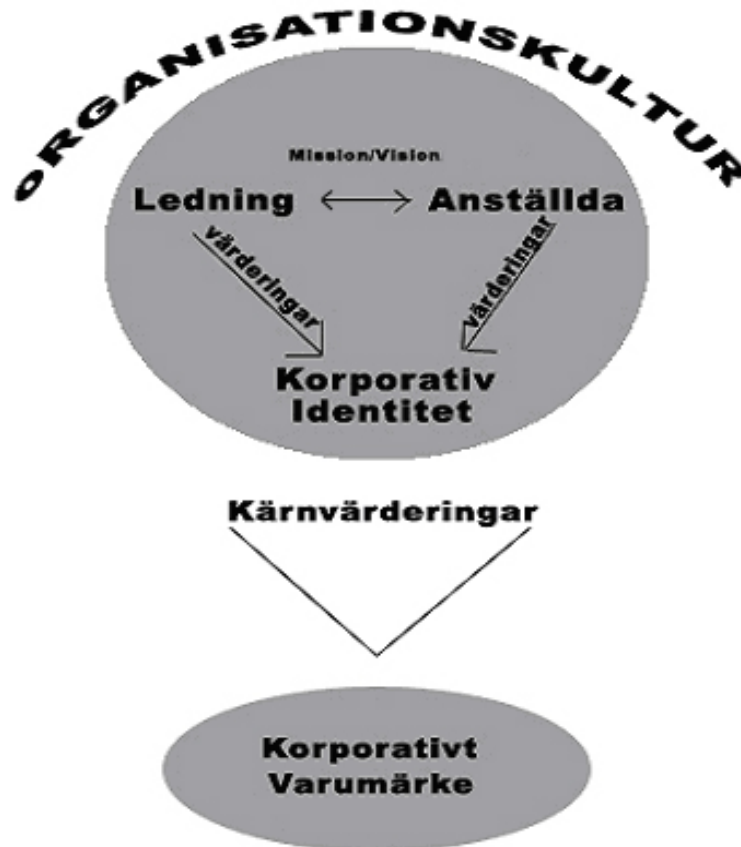 oRGANISATIONSKULTUR
Mission/Vision
Ledning
Anställda
värderingar
värderingar
Korporativ
Identitet
Kärnvärderingar
Korporativt
Varumärke